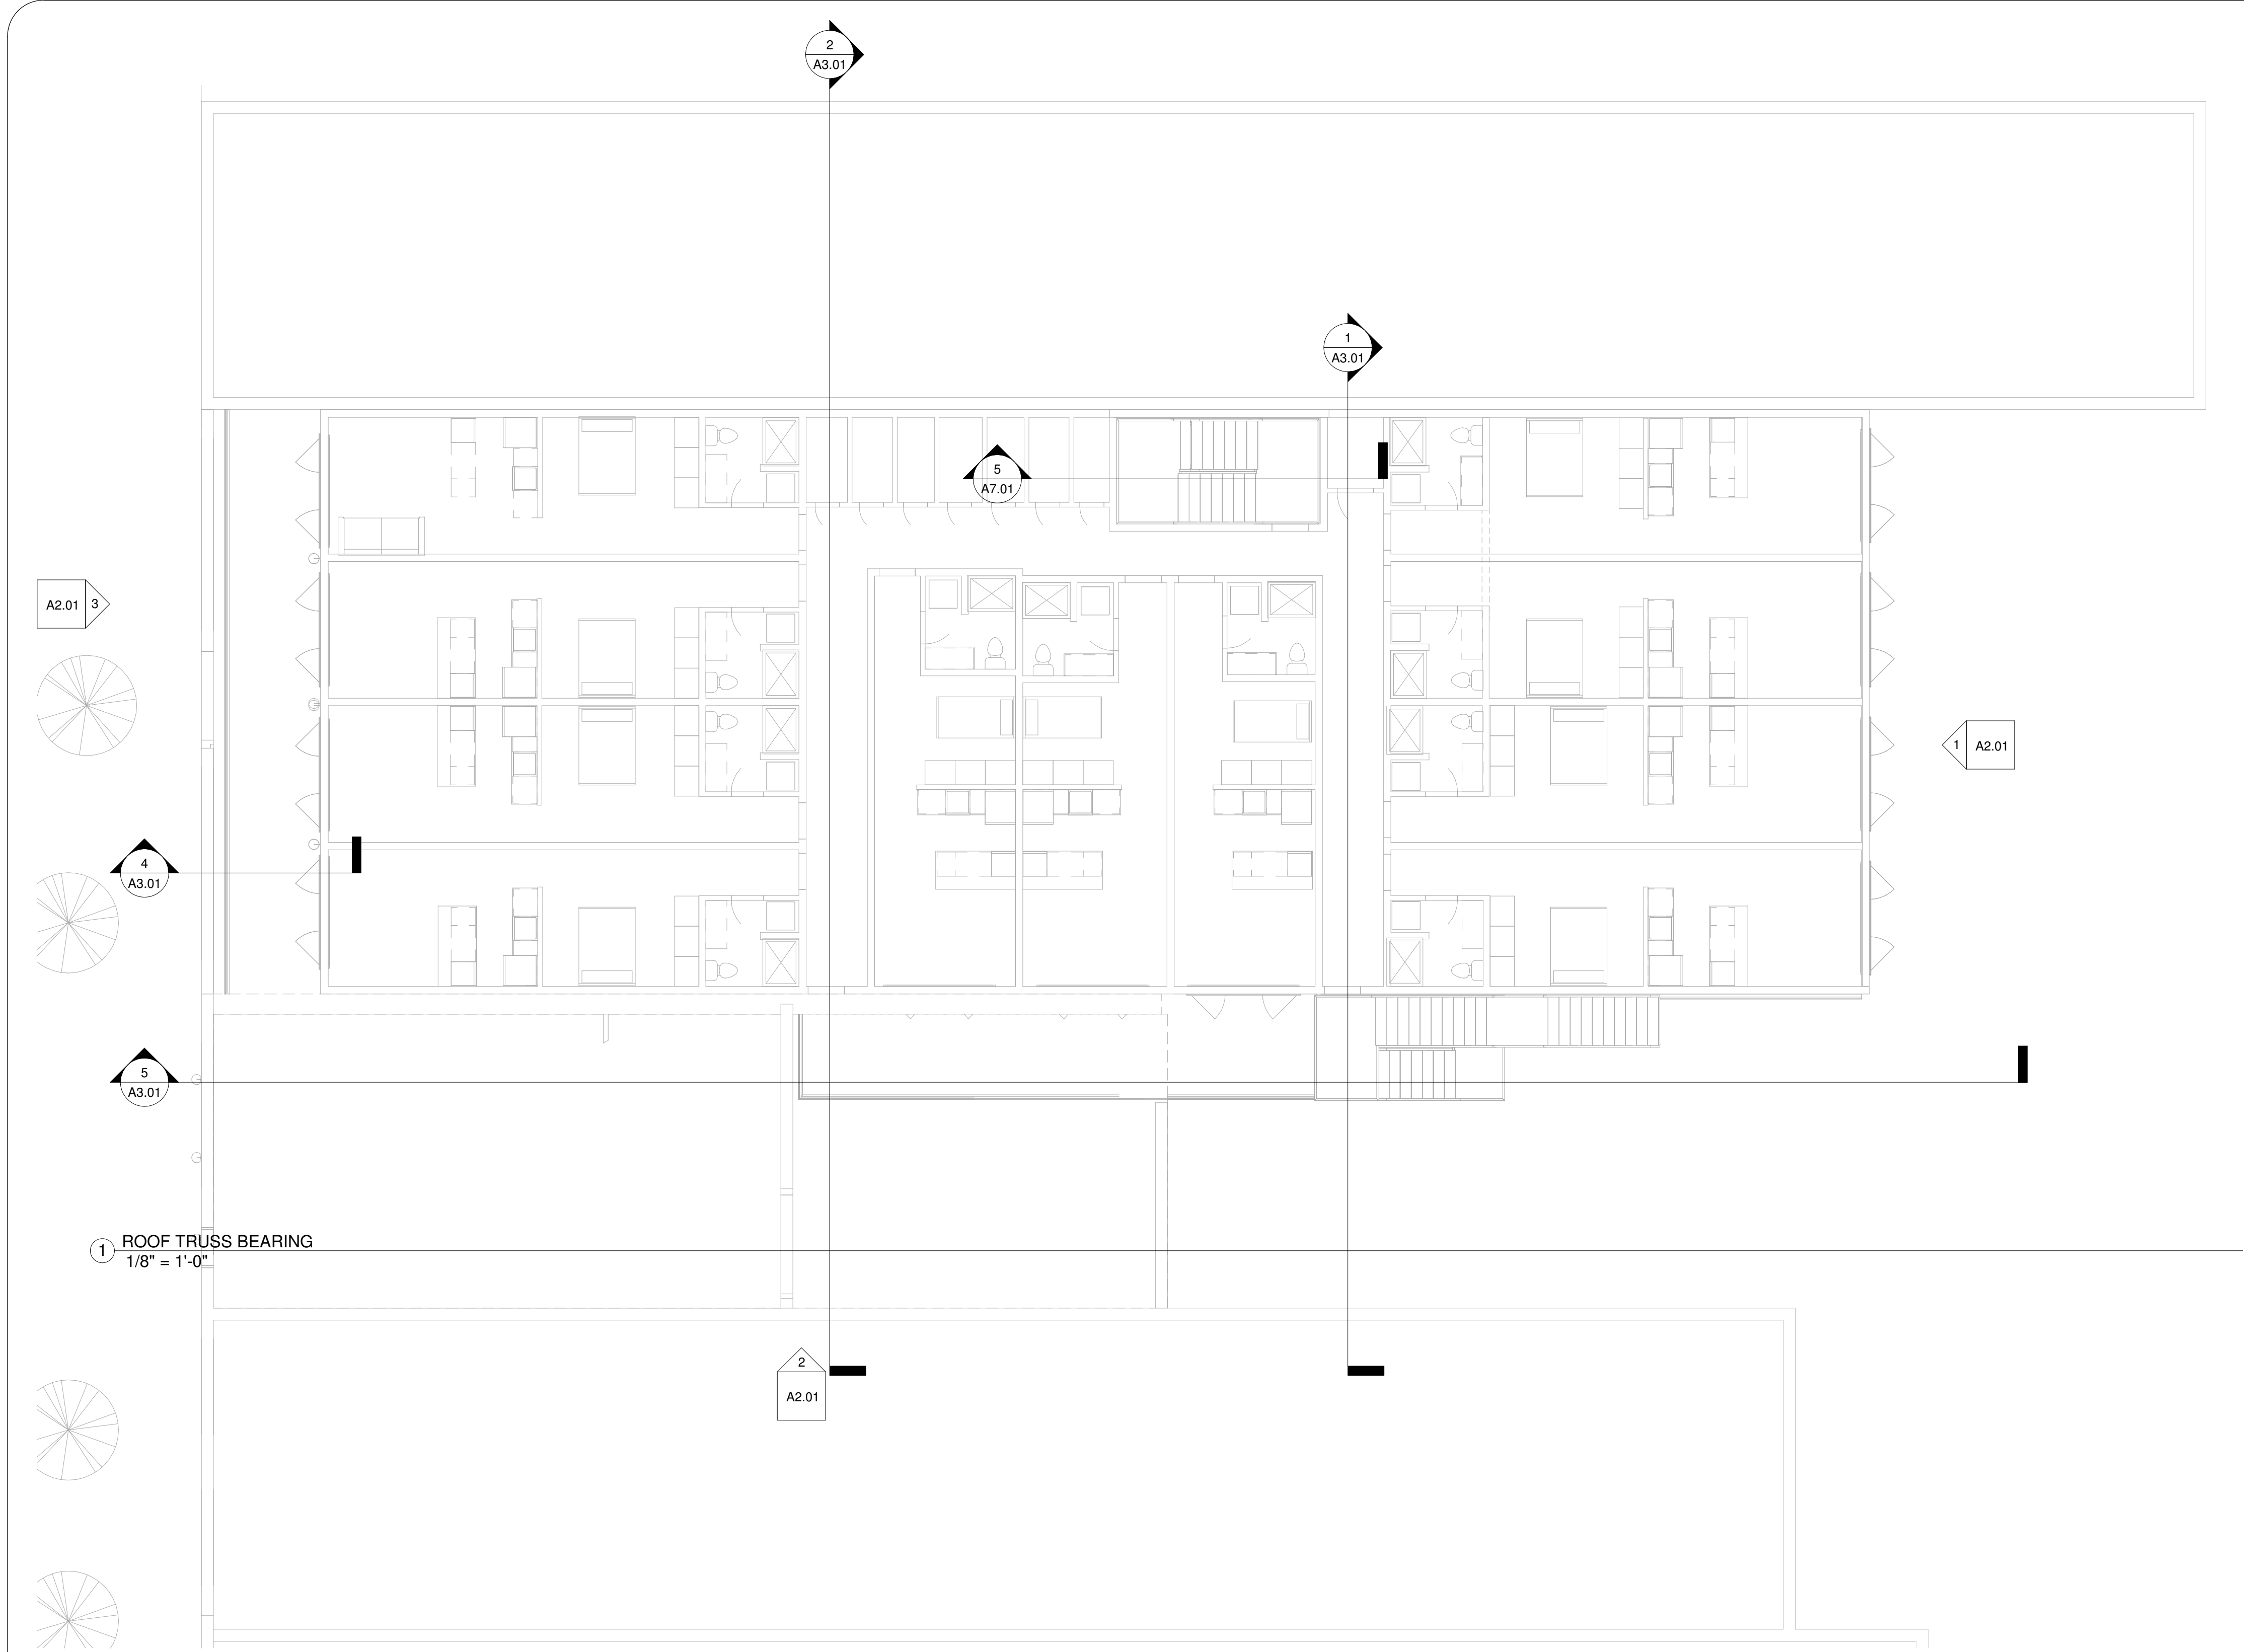 2
A3.01
1
A3.01
5
A7.01
A2.01 3
1 A2.01
4
A3.01
5
A3.01
1 ROOF TRUSS BEARING
1/8" = 1'-0"
2
A2.01